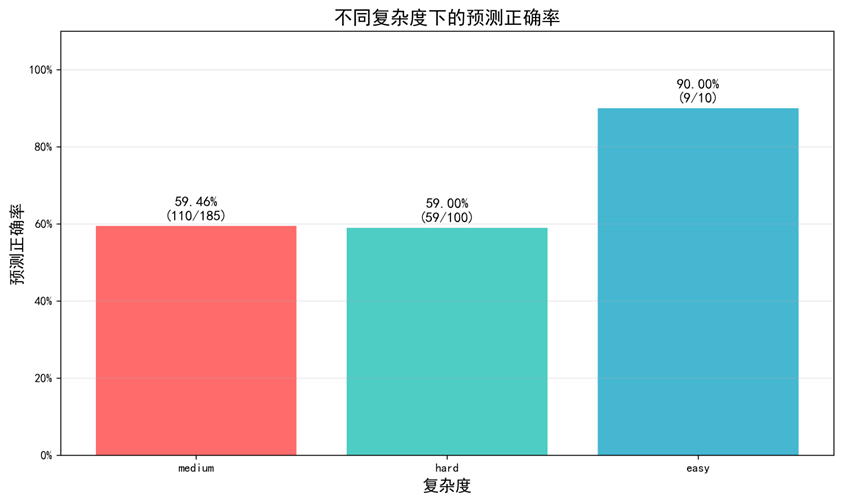 不同复杂度下的预测正确率
预测正确率
100%
80%
60%
40%
20%
0%
59.46%
(110/185)
59.00%
(59/100)
90.00%
(9/10)
medium
hard
easy
复杂度